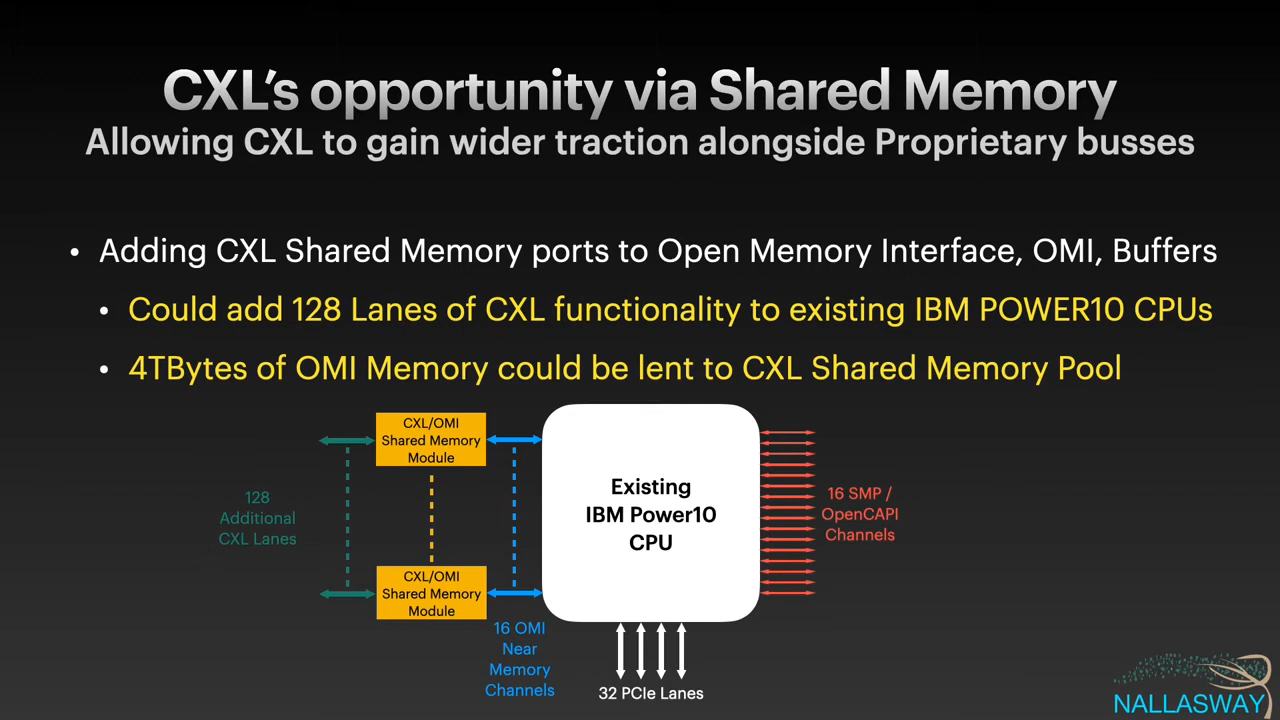 CXL's opportunity via Shared Memory
Allowing CXL to gain wider traction alongside Proprietary busses
• Adding CXL Shared Memory ports to Open Memory Interface, OMI, Buffers
• Could add 128 Lanes of CXL functionality to existing IBM POWER10 CPUs
• 4TBytes of OMI Memory could be lent to CXL Shared Memory Pool
CXL/OMI
Shared Memory
Module
128
Additional
CXL Lanes
Existing
IBM Power10
CPU
16 SMP /
OpenCAPI
Channels
CXL/OMI
Shared Memory
Module
16 OMI
Near
Memory
Channels
32 PCIe Lanes
NALLASWAY